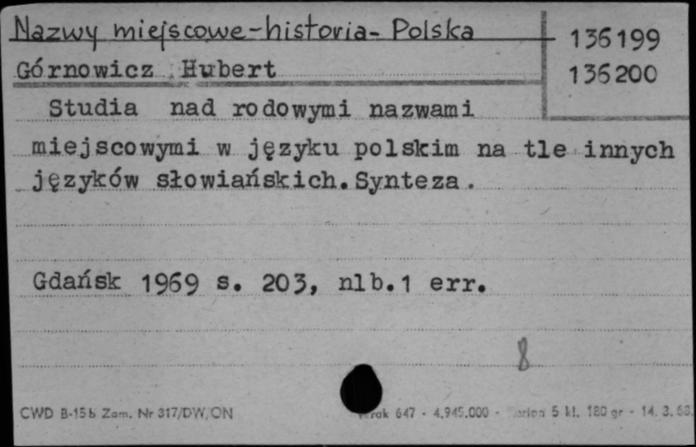 Nazwy miejscowe-historia- Polska
136199
Górnowicz Hubert
136200
Studia nad rodowymi nazwami
miejscowymi w języku polskim na tle innych
języków słowiańskich. Synteza.
Gdańsk 1969 s. 203, nlb.1 err.
8
CWD B-15b Zam. Nr 317/DW, ON 647 - 4.945.000 - 5 kl. 180 gr - 14. 3.